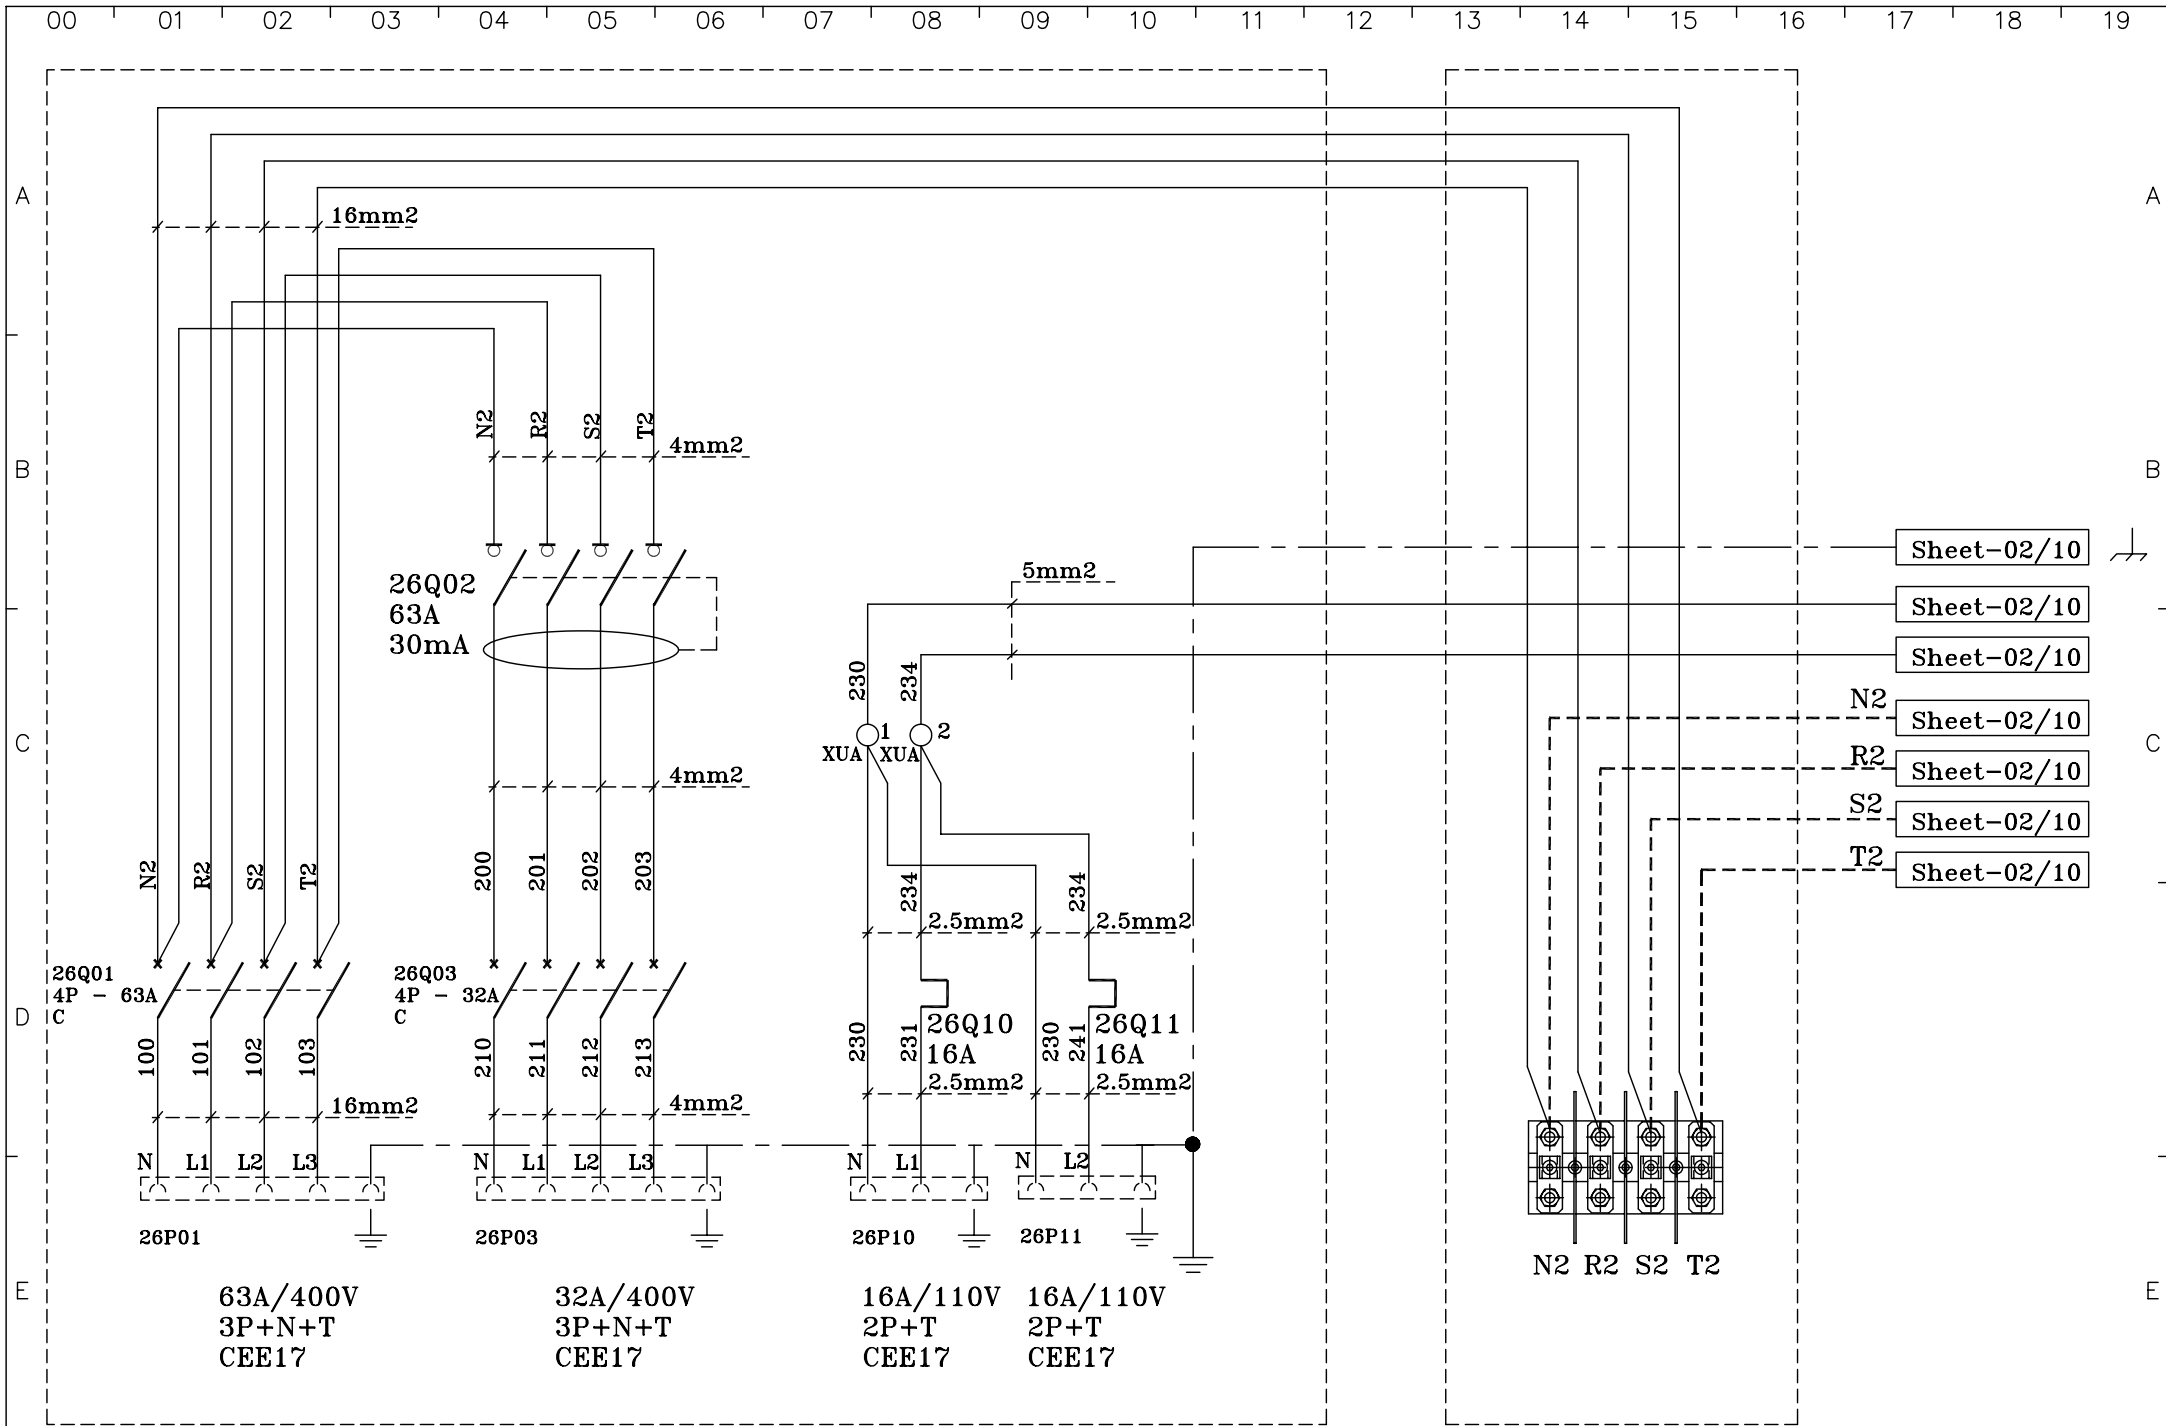 00 01 02 03 04 05 06 07 08 09 10 11 12 13 14 15 16 17 18 19
A A
16mm2
N2 R2 S2 T2
4mm2
B B
Sheet-02/10
5mm2
26Q02
63A
30mA
Sheet-02/10
Sheet-02/10
230 234
N2
Sheet-02/10
1 2
XUA XUA
C C
R2
Sheet-02/10
4mm2
S2
Sheet-02/10
T2
Sheet-02/10
N2 R2 S2 T2
200 201 202 203
234 234
2.5mm2 2.5mm2
26Q01
4P - 63A
C
26Q03
4P - 32A
C
D D
26Q10
16A
26Q11
16A
100 101 102 103
210 211 212 213
230 231 230 241
2.5mm2 2.5mm2
16mm2 4mm2
N L1 L2 L3
N L1 L2 L3
N L1
N L2
26P01 26P03 26P10 26P11
N2 R2 S2 T2
E E
63A/400V
3P+N+T
CEE17
32A/400V
3P+N+T
CEE17
16A/110V
2P+T
CEE17
16A/110V
2P+T
CEE17